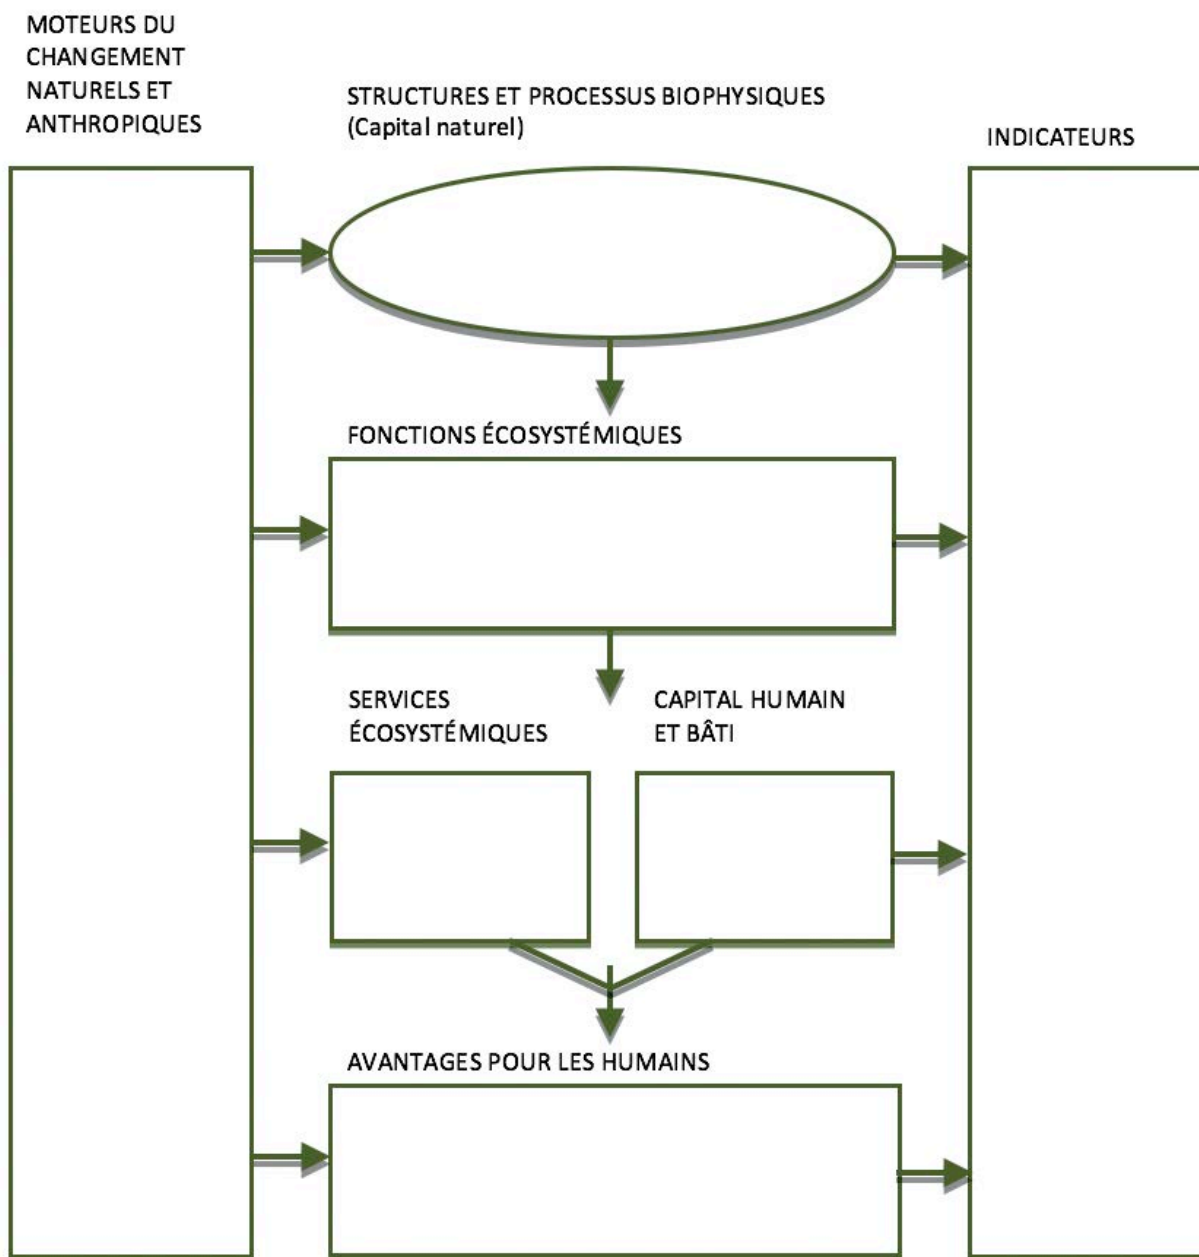 MOTEURS DU
CHANGEMENT
NATURELS ET
ANTHROPIQUES
STRUCTURES ET PROCESSUS BIOPHYSIQUES
(Capital naturel)
INDICATEURS
FONCTIONS ÉCOSYSTÉMIQUES
SERVICES
ÉCOSYSTÉMIQUES
CAPITAL HUMAIN
ET BÂTI
AVANTAGES POUR LES HUMAINS